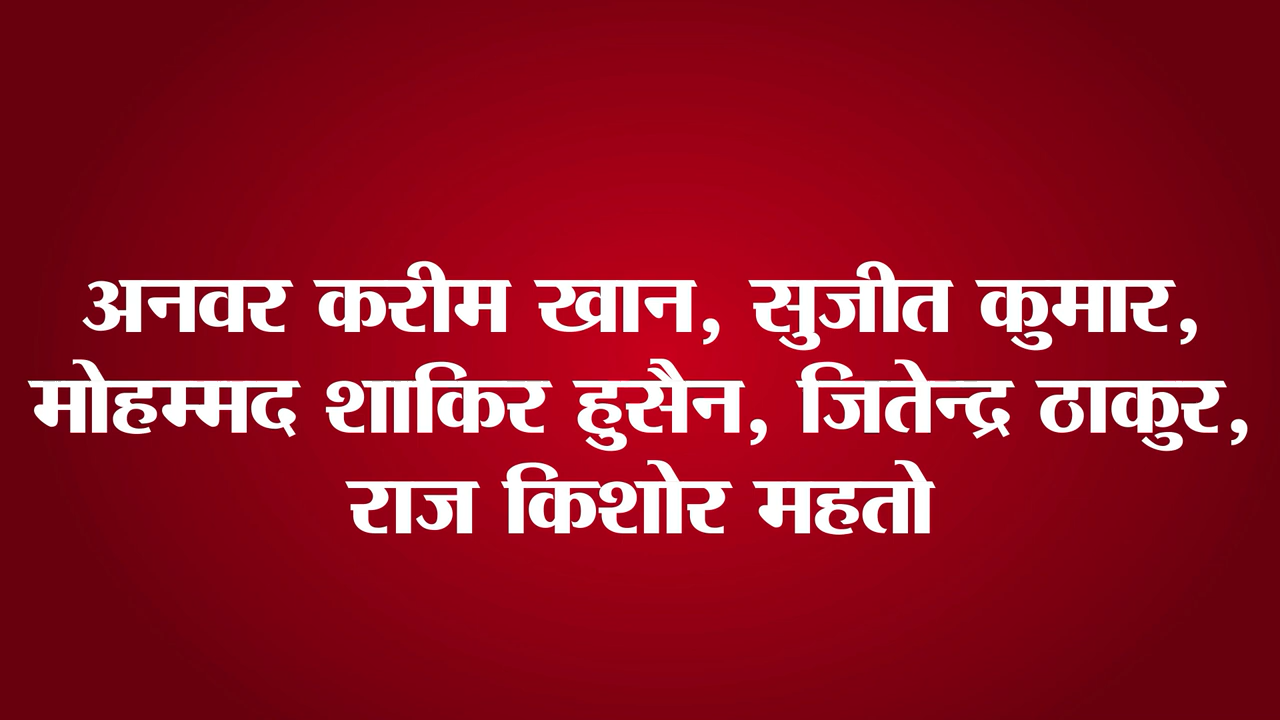 अनवर करीम खान, सुजीत कुमार,
मोहम्मद शाकिर हुसैन, जितेन्द्र ठाकुर,
राज किशोर महतो